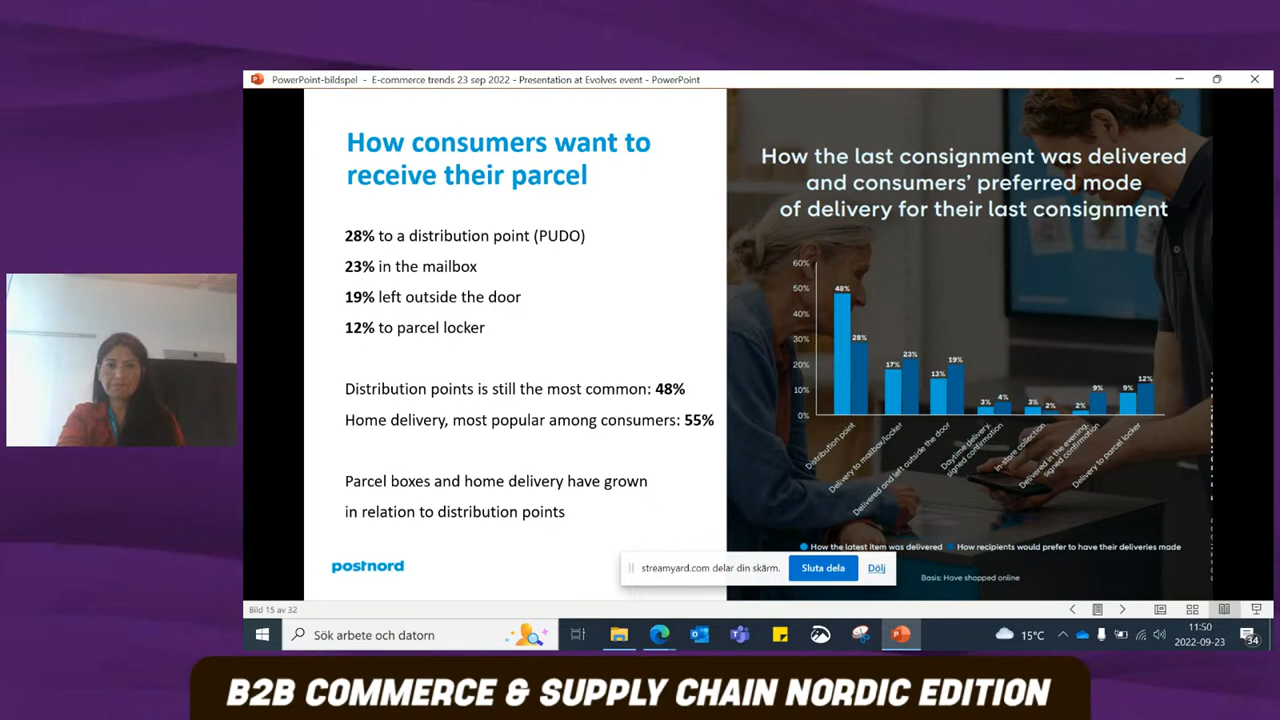 PowerPoint-bildspel - E-commerce trends 23 sep 2022 - Presentation at Evolves event - PowerPoint
How consumers want to
receive their parcel
28% to a distribution point (PUDO)
23% in the mailbox
19% left outside the door
12% to parcel locker
Distribution points is still the most common: 48%
Home delivery, most popular among consumers: 55%
Parcel boxes and home delivery have grown
in relation to distribution points
postnord
How the last consignment was delivered
and consumers' preferred mode
of delivery for their last consignment
60%
50%
40%
30%
20%
10%
0%
48%
28%
17%
23%
13%
19%
3%
4%
3%
2%
2%
9%
9%
12%
Distribution point
Delivery to mailbox/locker
Delivered and left outside the door
Daytime delivery,
signed confirmation
In-store collection
Delivered in the evening,
signed confirmation
Delivery to parcel locker
How the latest item was delivered
How recipients would prefer to have their deliveries made
Basis: Have shopped online
streamyard.com delar din skärm.
Sluta dela
Dölj
Bild 15 av 32
Sök arbete och datorn
15°C
11:50
2022-09-23
34
B2B COMMERCE & SUPPLY CHAIN NORDIC EDITION